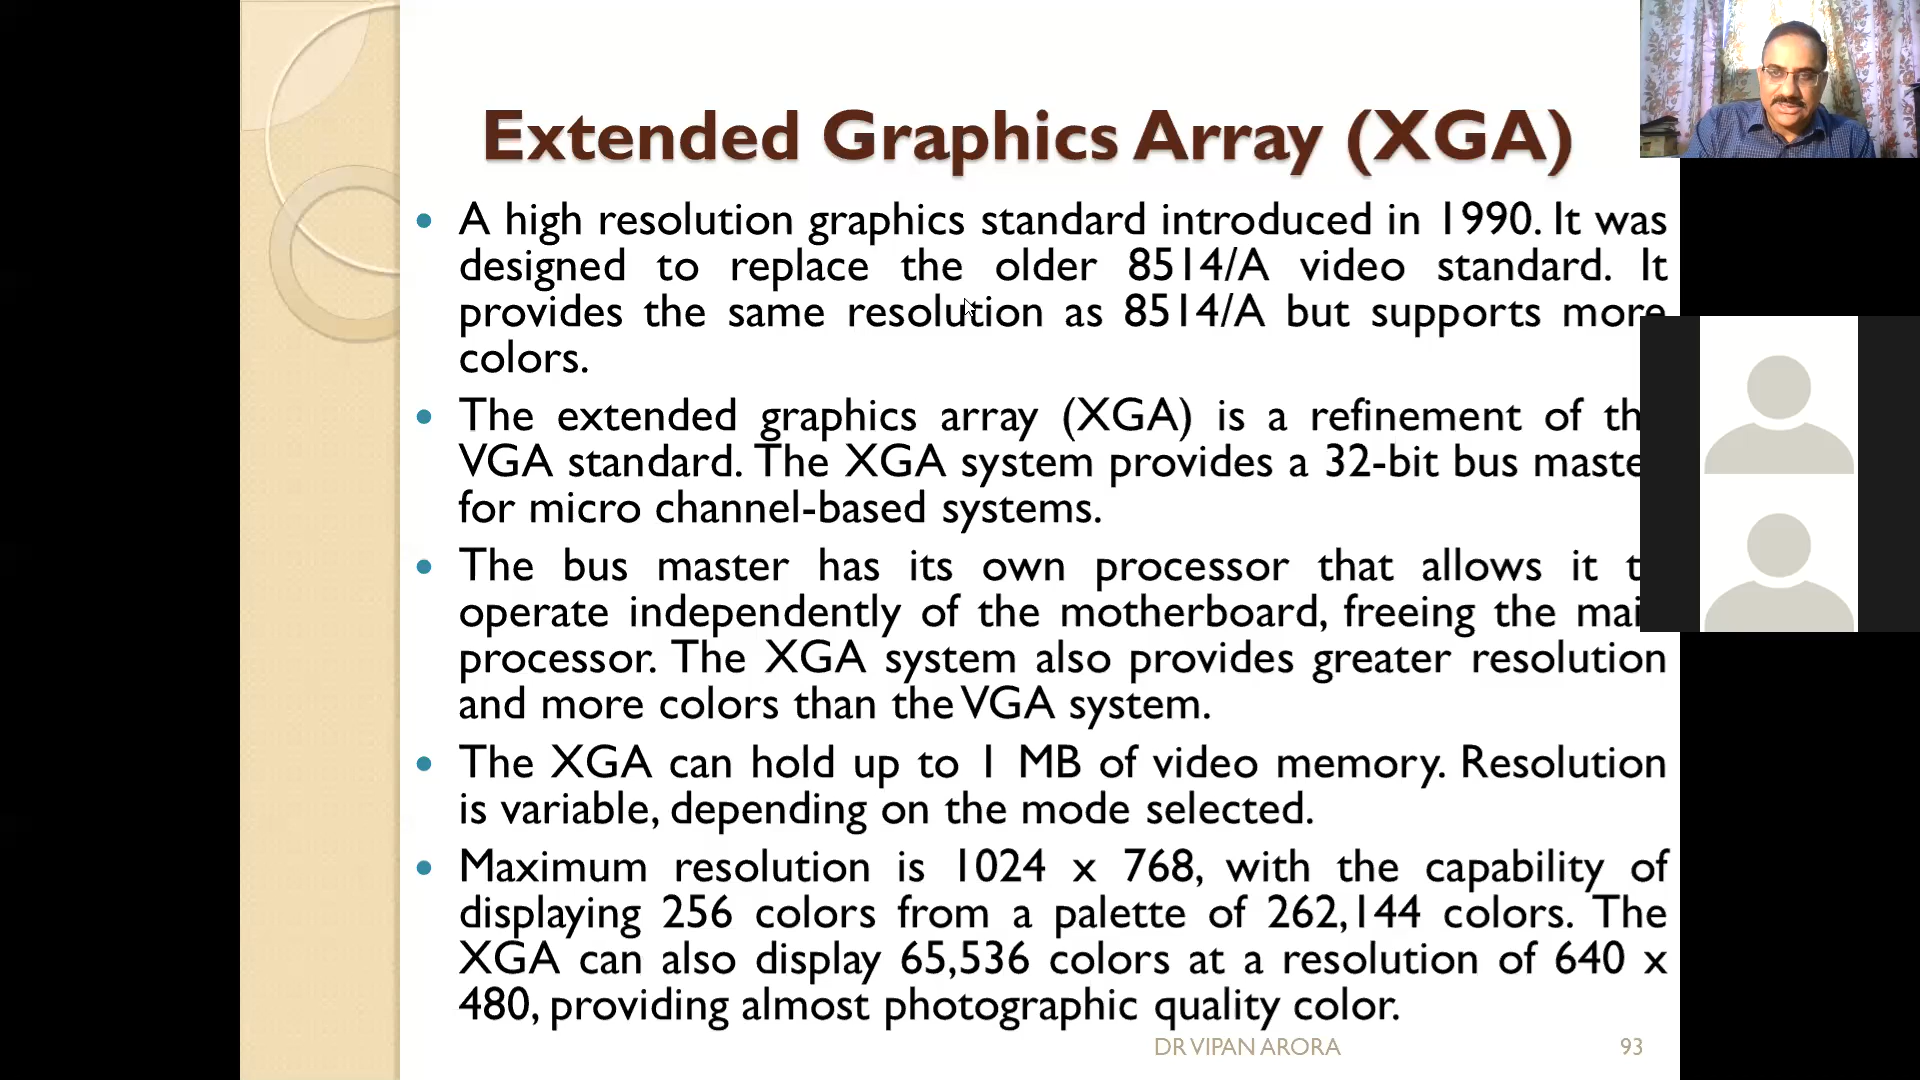 Extended Graphics Array (XGA)
A high resolution graphics standard introduced in 1990. It was
designed to replace the older 8514/A video standard. It
provides the same resolution as 8514/A but supports more
colors.
The extended graphics array (XGA) is a refinement of th
VGA standard. The XGA system provides a 32-bit bus maste
for micro channel-based systems.
The bus master has its own processor that allows it t
operate independently of the motherboard, freeing the mai
processor. The XGA system also provides greater resolution
and more colors than the VGA system.
The XGA can hold up to 1 MB of video memory. Resolution
is variable, depending on the mode selected.
Maximum resolution is 1024 x 768, with the capability of
displaying 256 colors from a palette of 262,144 colors. The
XGA can also display 65,536 colors at a resolution of 640 x
480, providing almost photographic quality color.
DR VIPAN ARORA 93